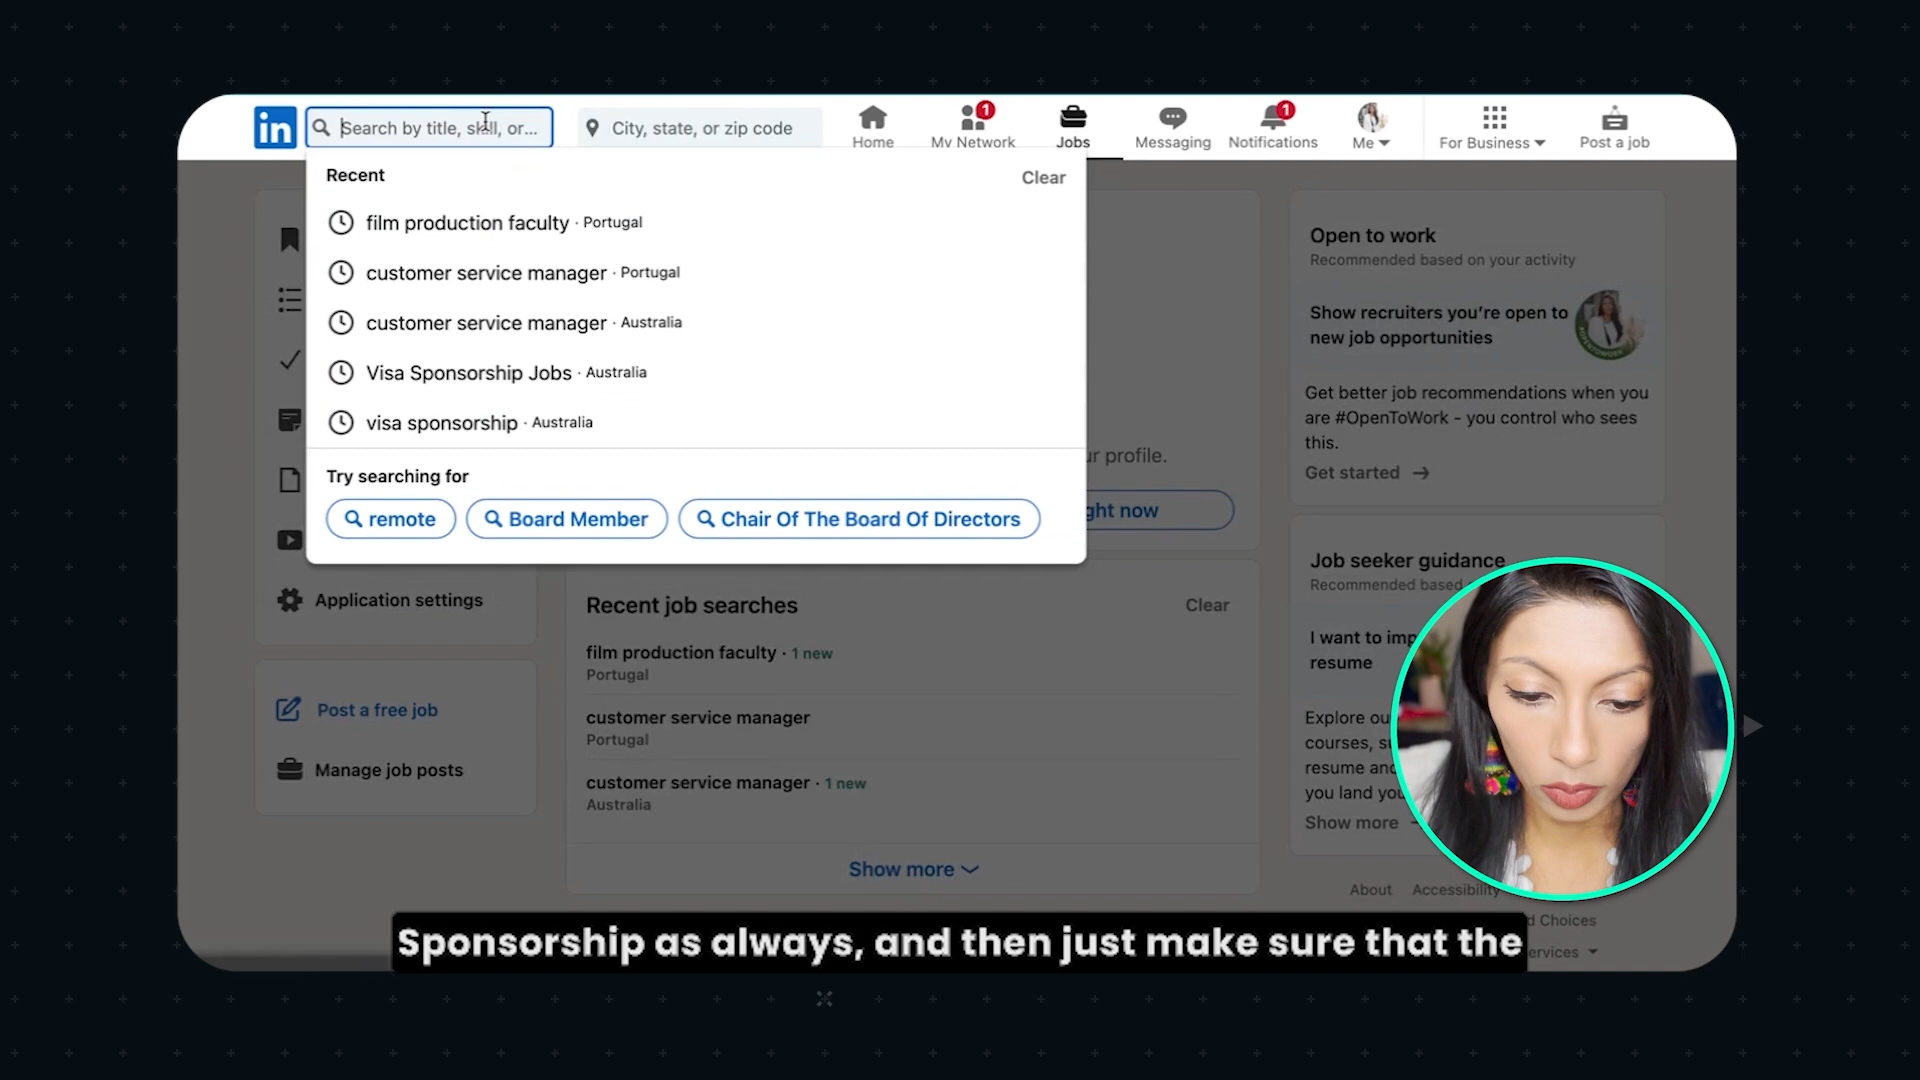 in
Search by title, skill, or...
City, state, or zip code
Home
1
My Network
Jobs
Messaging
1
Notifications
Me
For Business
Post a job
Recent
Clear
film production faculty · Portugal
customer service manager · Portugal
customer service manager · Australia
Visa Sponsorship Jobs · Australia
visa sponsorship · Australia
Try searching for
remote
Board Member
Chair Of The Board Of Directors
ur profile.
ght now
Application settings
Post a free job
Manage job posts
Recent job searches
Clear
film production faculty · 1 new
Portugal
customer service manager
Portugal
customer service manager · 1 new
Australia
Show more
Open to work
Recommended based on your activity
Show recruiters you're open to
new job opportunities
#OPENTOWORK
Get better job recommendations when you
are #OpenToWork - you control who sees
this.
Get started
Job seeker guidance
Recommended based
I want to imp
resume
Explore ou
courses, s
resume and
you land yo
Show more
About Accessibility
d Choices
ervices
Sponsorship as always, and then just make sure that the